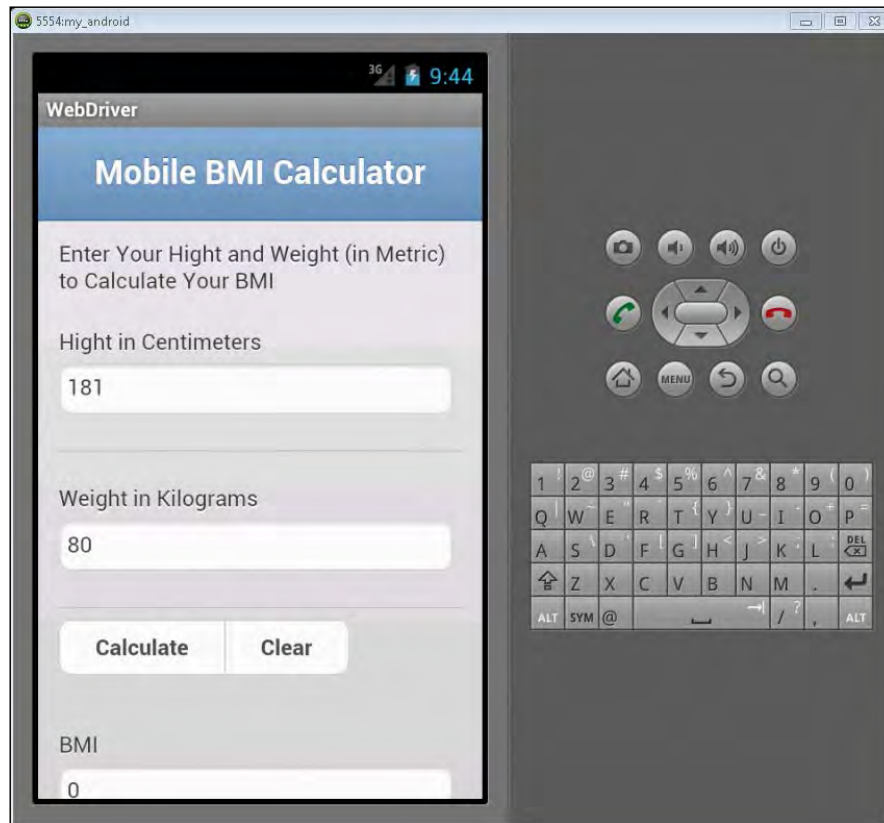 5554:my_android
3G 9:44
WebDriver
Mobile BMI Calculator
Enter Your Hight and Weight (in Metric)
to Calculate Your BMI
Hight in Centimeters
181
Weight in Kilograms
80
Calculate Clear
BMI
0
MENU
1 ! 2 @ 3 # 4 $ 5 % 6 ^ 7 & 8 * 9 ( 0 )
Q | W ~ E " R ` T { Y } U _ I - O + P =
A S \ D ' F [ G ] H < J > K ; L : DEL
Z X C V B N M .
ALT SYM @ / ? , ALT